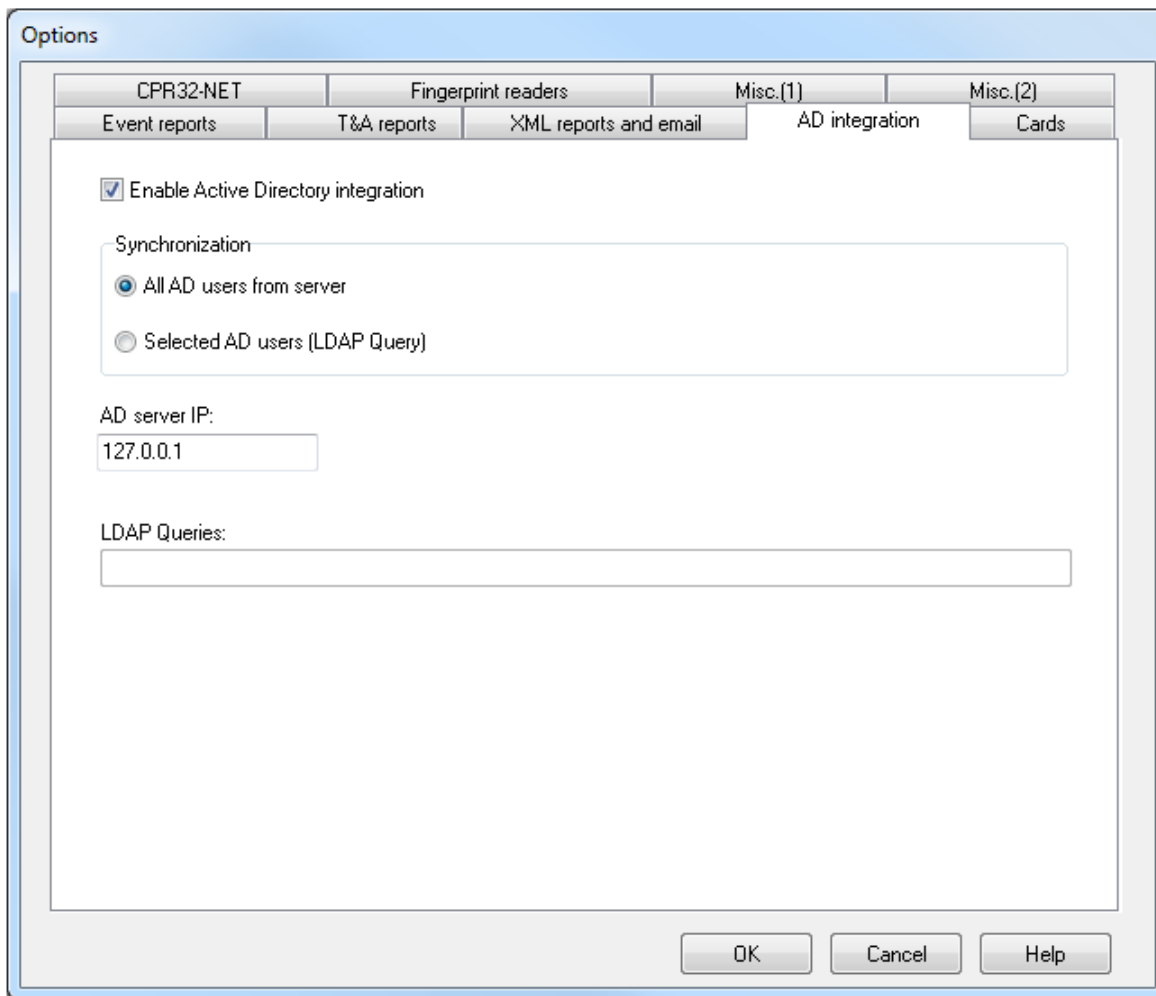 Options
CPR32-NET Fingerprint readers Misc.(1) Misc.(2)
Event reports T&A reports XML reports and email AD integration Cards
Enable Active Directory integration
Synchronization
All AD users from server
Selected AD users (LDAP Query)
AD server IP:
127.0.0.1
LDAP Queries:
OK Cancel Help